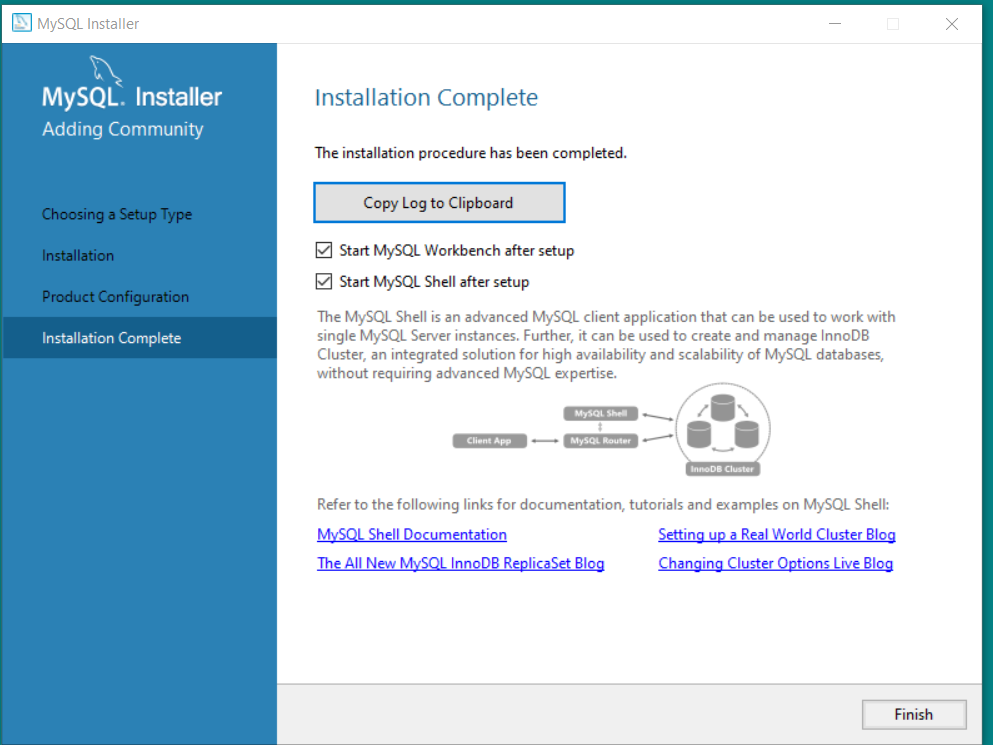 MySQL Installer
MySQL. Installer
Adding Community
Choosing a Setup Type
Installation
Product Configuration
Installation Complete
Installation Complete
The installation procedure has been completed.
Copy Log to Clipboard
Start MySQL Workbench after setup
Start MySQL Shell after setup
The MySQL Shell is an advanced MySQL client application that can be used to work with
single MySQL Server instances. Further, it can be used to create and manage InnoDB
Cluster, an integrated solution for high availability and scalability of MySQL databases,
without requiring advanced MySQL expertise.
MySQL Shell
Client App
MySQL Router
InnoDB Cluster
Refer to the following links for documentation, tutorials and examples on MySQL Shell:
MySQL Shell Documentation
Setting up a Real World Cluster Blog
The All New MySQL InnoDB ReplicaSet Blog
Changing Cluster Options Live Blog
Finish